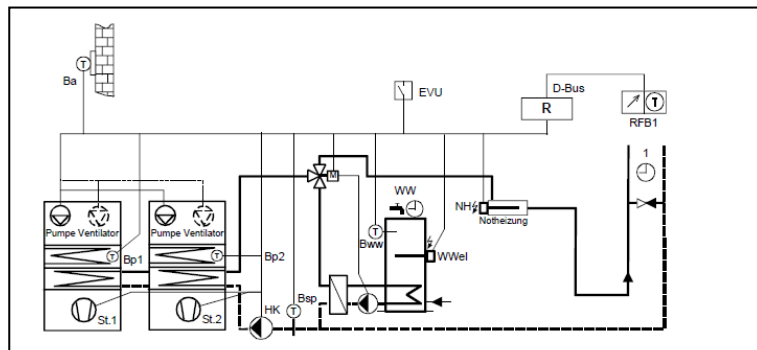 T
Ba
EVU
D-Bus
R
T
RFB1
1
M
WW
NH
Notheizung
Pumpe Ventilator
Pumpe Ventilator
T
Bp1
T
Bp2
T
Bww
WWel
Bsp
T
HK
St.1
St.2